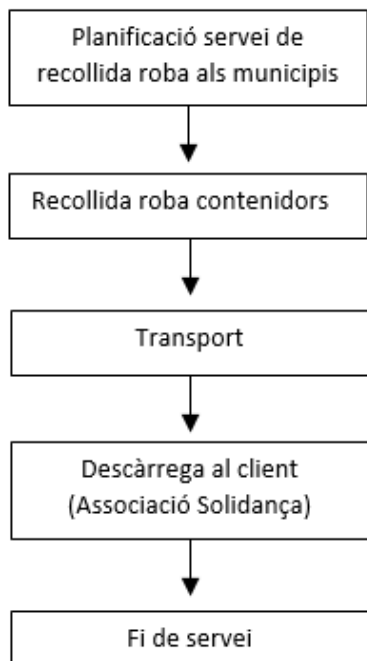 Planificació servei de
recollida roba als municipis
Recollida roba contenidors
Transport
Descàrrega al client
(Associació Solidança)
Fi de servei